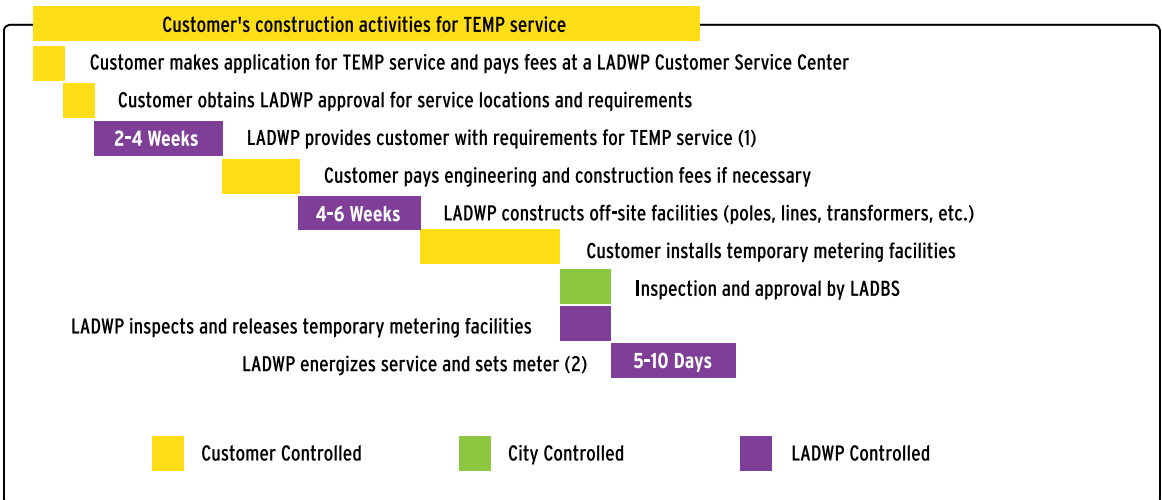 Customer's construction activities for TEMP service
Customer makes application for TEMP service and pays fees at a LADWP Customer Service Center
Customer obtains LADWP approval for service locations and requirements
2-4 Weeks LADWP provides customer with requirements for TEMP service (1)
Customer pays engineering and construction fees if necessary
4-6 Weeks LADWP constructs off-site facilities (poles, lines, transformers, etc.)
Customer installs temporary metering facilities
Inspection and approval by LADBS
LADWP inspects and releases temporary metering facilities
LADWP energizes service and sets meter (2) 5-10 Days
Customer Controlled City Controlled LADWP Controlled